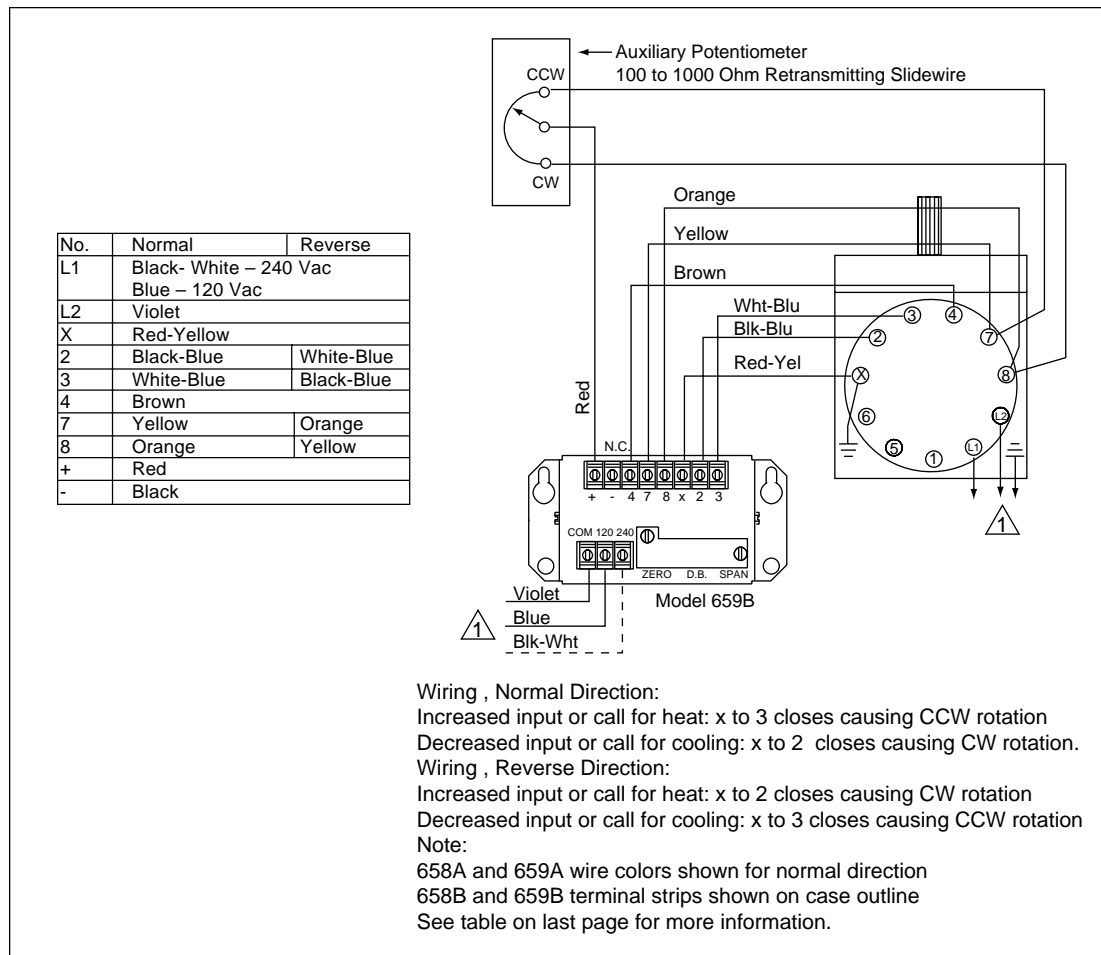 Auxiliary Potentiometer
100 to 1000 Ohm Retransmitting Slidewire
CCW
CW
Orange
Yellow
Brown
Wht-Blu
Blk-Blu
Red-Yel
Red
No. Normal Reverse
L1 Black- White – 240 Vac
Blue – 120 Vac
L2 Violet
X Red-Yellow
2 Black-Blue White-Blue
3 White-Blue Black-Blue
4 Brown
7 Yellow Orange
8 Orange Yellow
+ Red
- Black
3 4
2 7
X 8
6 L2
5 1 L1
1
N.C.
+ - 4 7 8 x 2 3
COM 120 240
ZERO D.B. SPAN
Model 659B
Violet
Blue
Blk-Wht
1
Wiring , Normal Direction:
Increased input or call for heat: x to 3 closes causing CCW rotation
Decreased input or call for cooling: x to 2 closes causing CW rotation.
Wiring , Reverse Direction:
Increased input or call for heat: x to 2 closes causing CW rotation
Decreased input or call for cooling: x to 3 closes causing CCW rotation
Note:
658A and 659A wire colors shown for normal direction
658B and 659B terminal strips shown on case outline
See table on last page for more information.